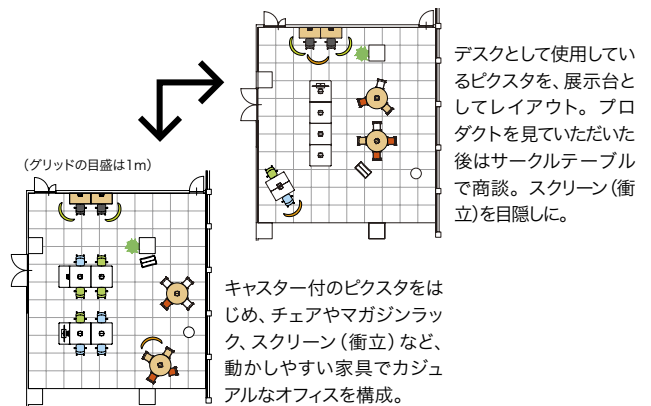 デスクとして使用してい
るピクスタを、展示台と
してレイアウト。プロ
ダクトを見ていただいた
後はサークルテーブル
で商談。スクリーン（衝
立）を目隠しに。
（グリッドの目盛は1m）
キャスター付のピクスタをは
じめ、チェアやマガジンラッ
ク、スクリーン（衝立）など、
動かしやすい家具でカジュ
アルなオフィスを構成。